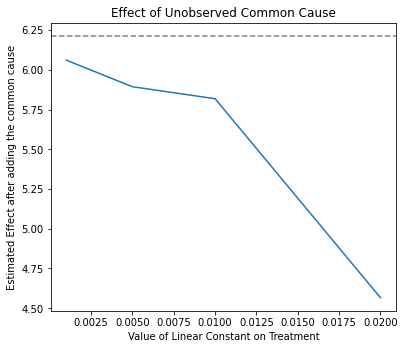 Effect of Unobserved Common Cause
6.25
6.00
5.75
5.50
5.25
5.00
4.75
4.50
Estimated Effect after adding the common cause
0.0025 0.0050 0.0075 0.0100 0.0125 0.0150 0.0175 0.0200
Value of Linear Constant on Treatment